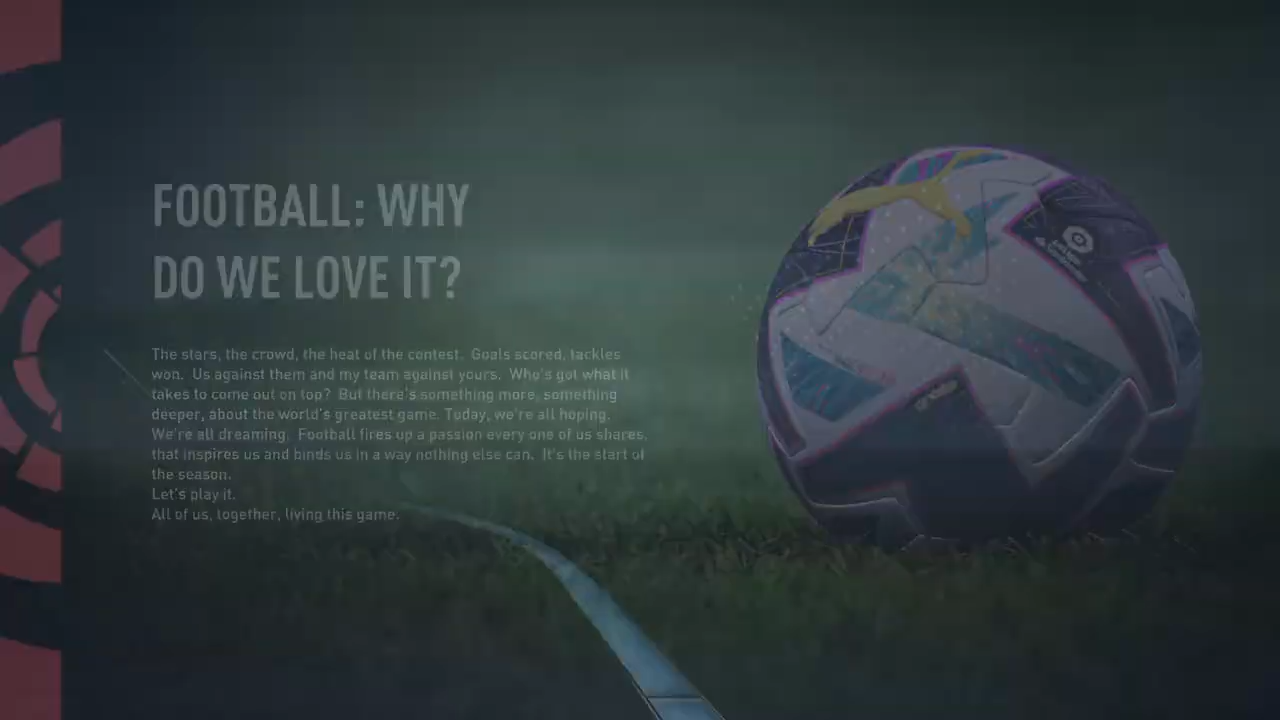 FOOTBALL: WHY
DO WE LOVE IT?
The stars, the crowd, the heat of the contest.  Goals scored, tackles
won.  Us against them and my team against yours.  Who's got what it
takes to come out on top?  But there's something more, something
deeper, about the world's greatest game. Today, we're all hoping.
We're all dreaming.  Football fires up a passion every one of us shares,
that inspires us and binds us in a way nothing else can.  It's the start of
the season.
Let's play it.
All of us, together, living this game.